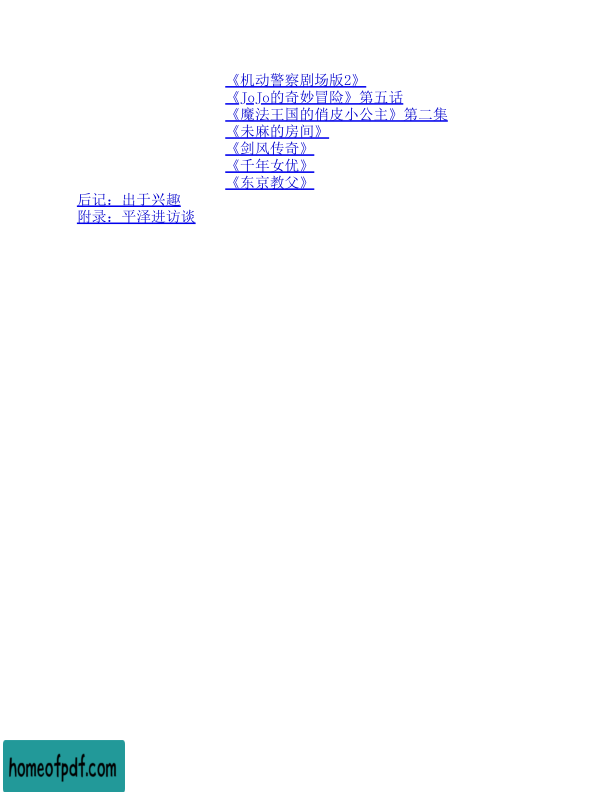 《机动警察剧场版2》
《JoJo的奇妙冒险》第五话
《魔法王国的俏皮小公主》第二集
《未麻的房间》
《剑风传奇》
《千年女优》
《东京教父》
后记：出于兴趣
附录：平泽进访谈
homeofpdf.com